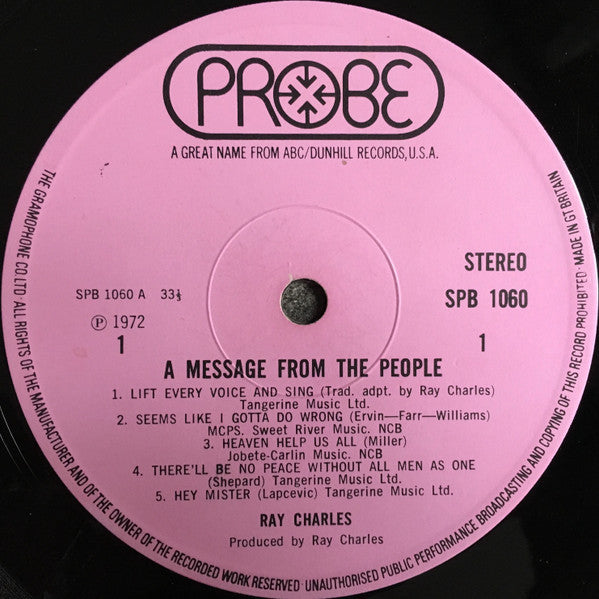 PROBE
A GREAT NAME FROM ABC/DUNHILL RECORDS, U.S.A.
STEREO
SPB 1060 A 33⅓
SPB 1060
Ⓟ 1972
1
1
A MESSAGE FROM THE PEOPLE
1. LIFT EVERY VOICE AND SING (Trad. adpt. by Ray Charles)
Tangerine Music Ltd.
2. SEEMS LIKE I GOTTA DO WRONG (Ervin—Farr—Williams)
MCPS. Sweet River Music. NCB
3. HEAVEN HELP US ALL (Miller)
Jobete-Carlin Music. NCB
4. THERE'LL BE NO PEACE WITHOUT ALL MEN AS ONE
(Shepard) Tangerine Music Ltd.
5. HEY MISTER (Lapcevic) Tangerine Music Ltd.
RAY CHARLES
Produced by Ray Charles
THE GRAMOPHONE CO. LTD · ALL RIGHTS OF THE MANUFACTURER AND OF THE OWNER OF THE RECORDED WORK RESERVED · UNAUTHORISED PUBLIC PERFORMANCE BROADCASTING AND COPYING OF THIS RECORD PROHIBITED · MADE IN GT BRITAIN